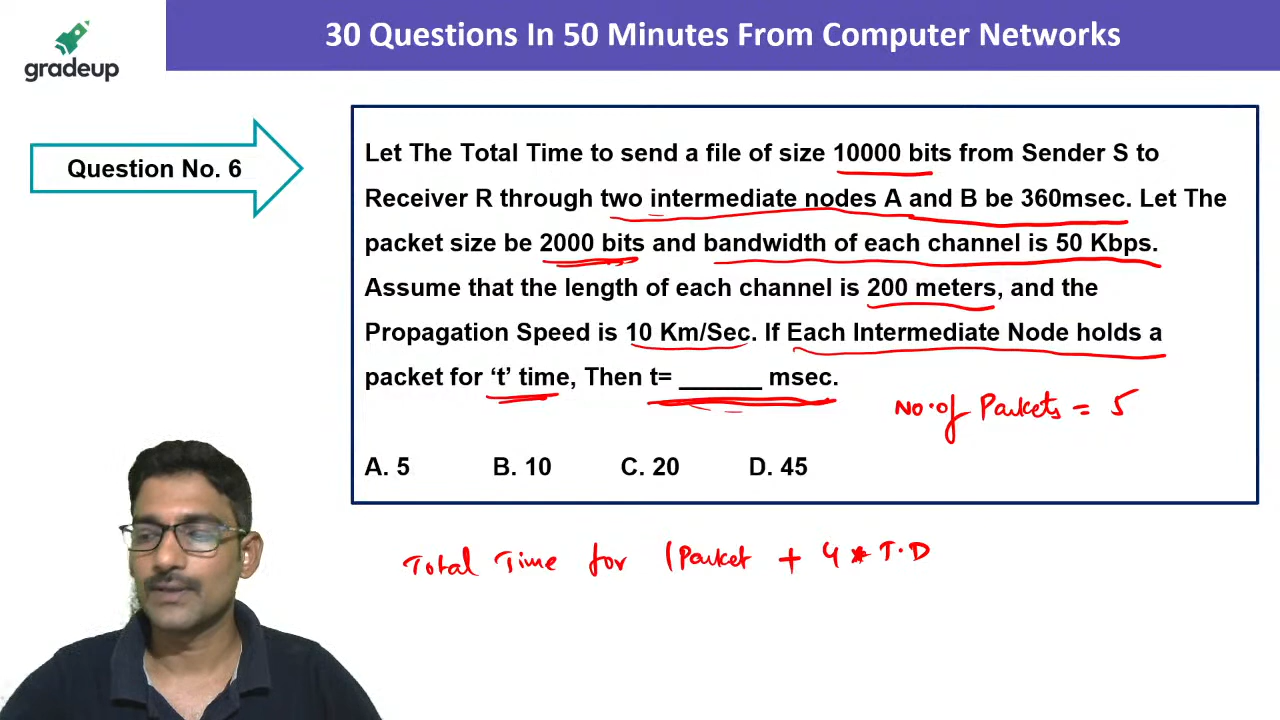 30 Questions In 50 Minutes From Computer Networks
gradeup
Question No. 6
Let The Total Time to send a file of size 10000 bits from Sender S to
Receiver R through two intermediate nodes A and B be 360msec. Let The
packet size be 2000 bits and bandwidth of each channel is 50 Kbps.
Assume that the length of each channel is 200 meters, and the
Propagation Speed is 10 Km/Sec. If Each Intermediate Node holds a
packet for ‘t’ time, Then t= ______ msec.
No. of Packets = 5
A. 5 B. 10 C. 20 D. 45
Total Time for 1 Packet + 4 * T.D